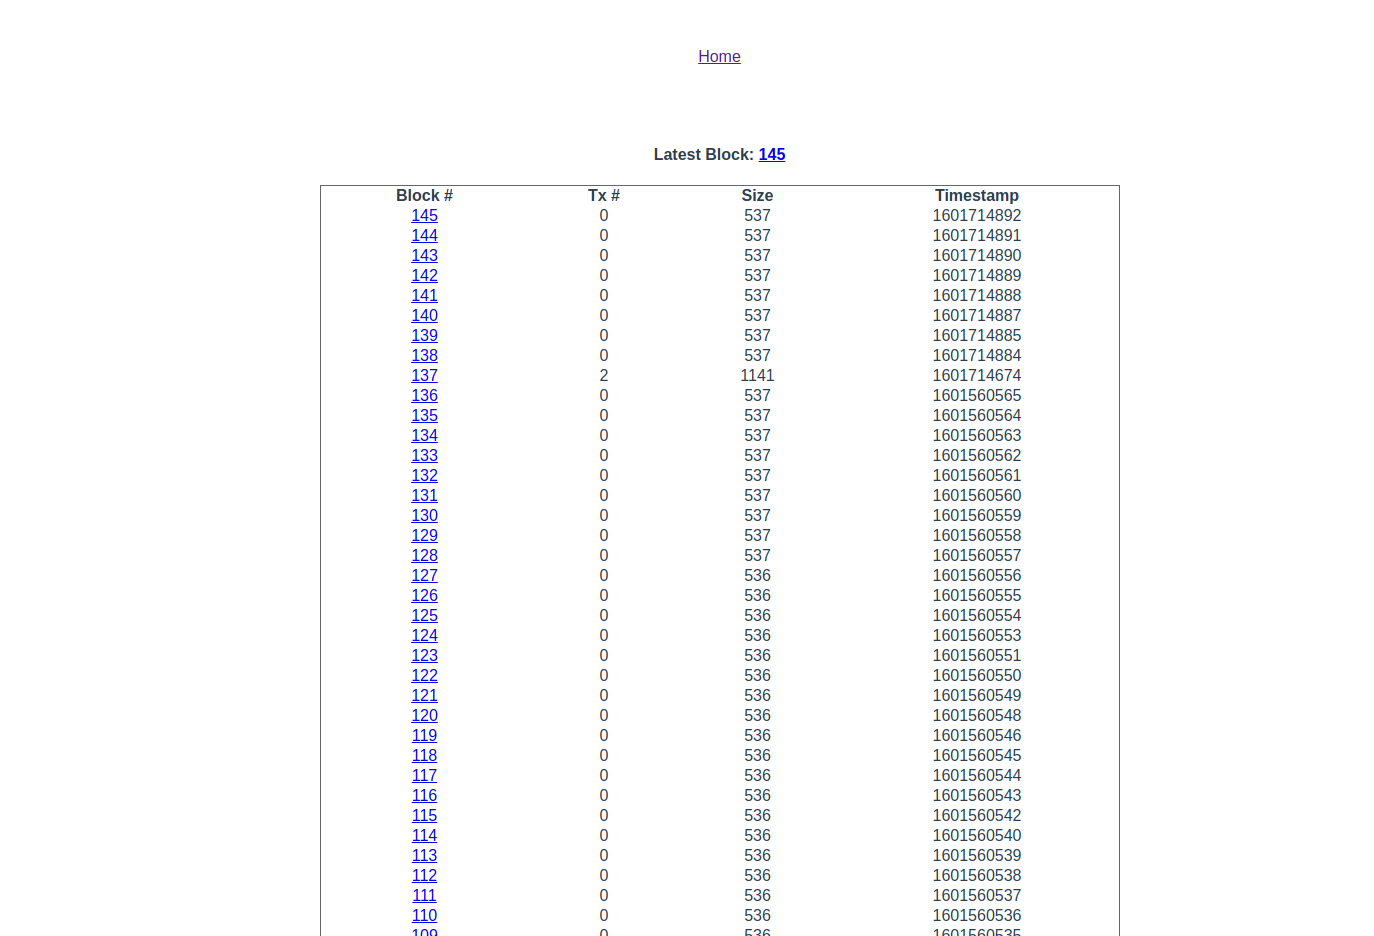 Home
Latest Block: 145
Block # Tx # Size Timestamp
145 0 537 1601714892
144 0 537 1601714891
143 0 537 1601714890
142 0 537 1601714889
141 0 537 1601714888
140 0 537 1601714887
139 0 537 1601714885
138 0 537 1601714884
137 2 1141 1601714674
136 0 537 1601560565
135 0 537 1601560564
134 0 537 1601560563
133 0 537 1601560562
132 0 537 1601560561
131 0 537 1601560560
130 0 537 1601560559
129 0 537 1601560558
128 0 537 1601560557
127 0 536 1601560556
126 0 536 1601560555
125 0 536 1601560554
124 0 536 1601560553
123 0 536 1601560551
122 0 536 1601560550
121 0 536 1601560549
120 0 536 1601560548
119 0 536 1601560546
118 0 536 1601560545
117 0 536 1601560544
116 0 536 1601560543
115 0 536 1601560542
114 0 536 1601560540
113 0 536 1601560539
112 0 536 1601560538
111 0 536 1601560537
110 0 536 1601560536
109 0 536 1601560535